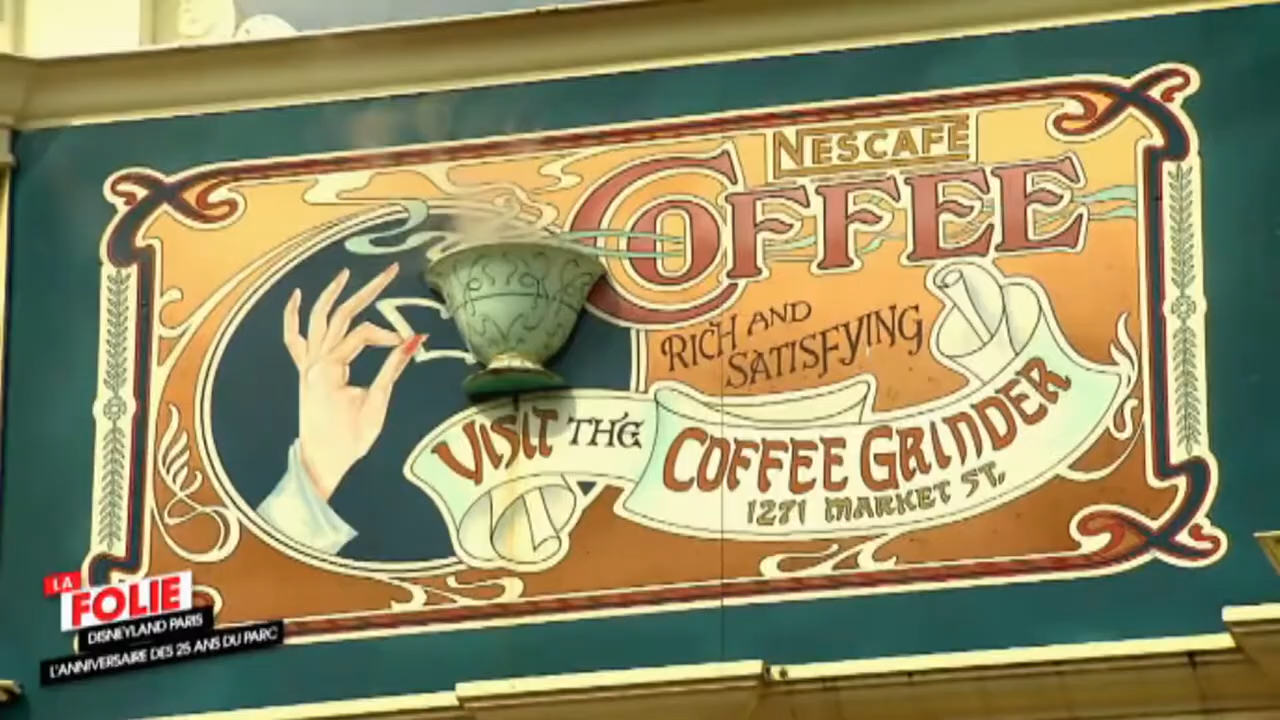 NESCAFÉ
COFFEE
RICH AND
SATISFYING
VISIT THE
COFFEE GRINDER
1271 MARKET ST.
LA
FOLIE
DISNEYLAND PARIS
L'ANNIVERSAIRE DES 25 ANS DU PARC